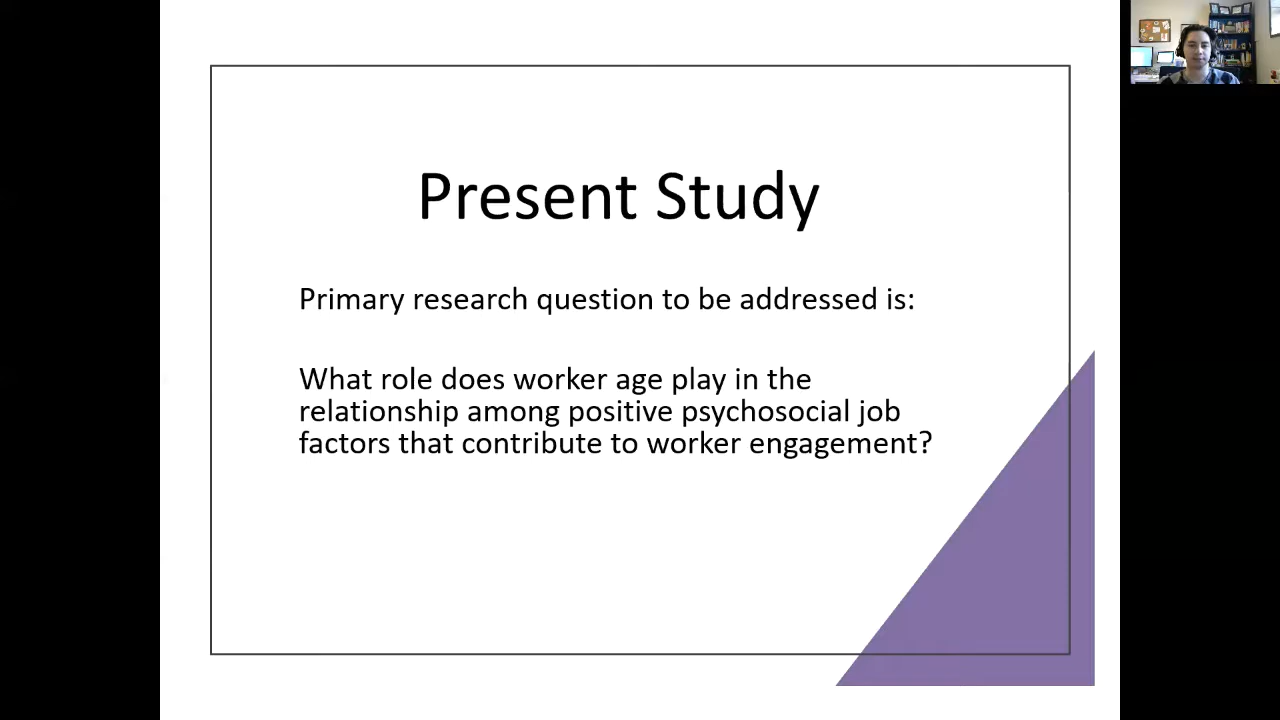 Present Study
Primary research question to be addressed is:
What role does worker age play in the
relationship among positive psychosocial job
factors that contribute to worker engagement?